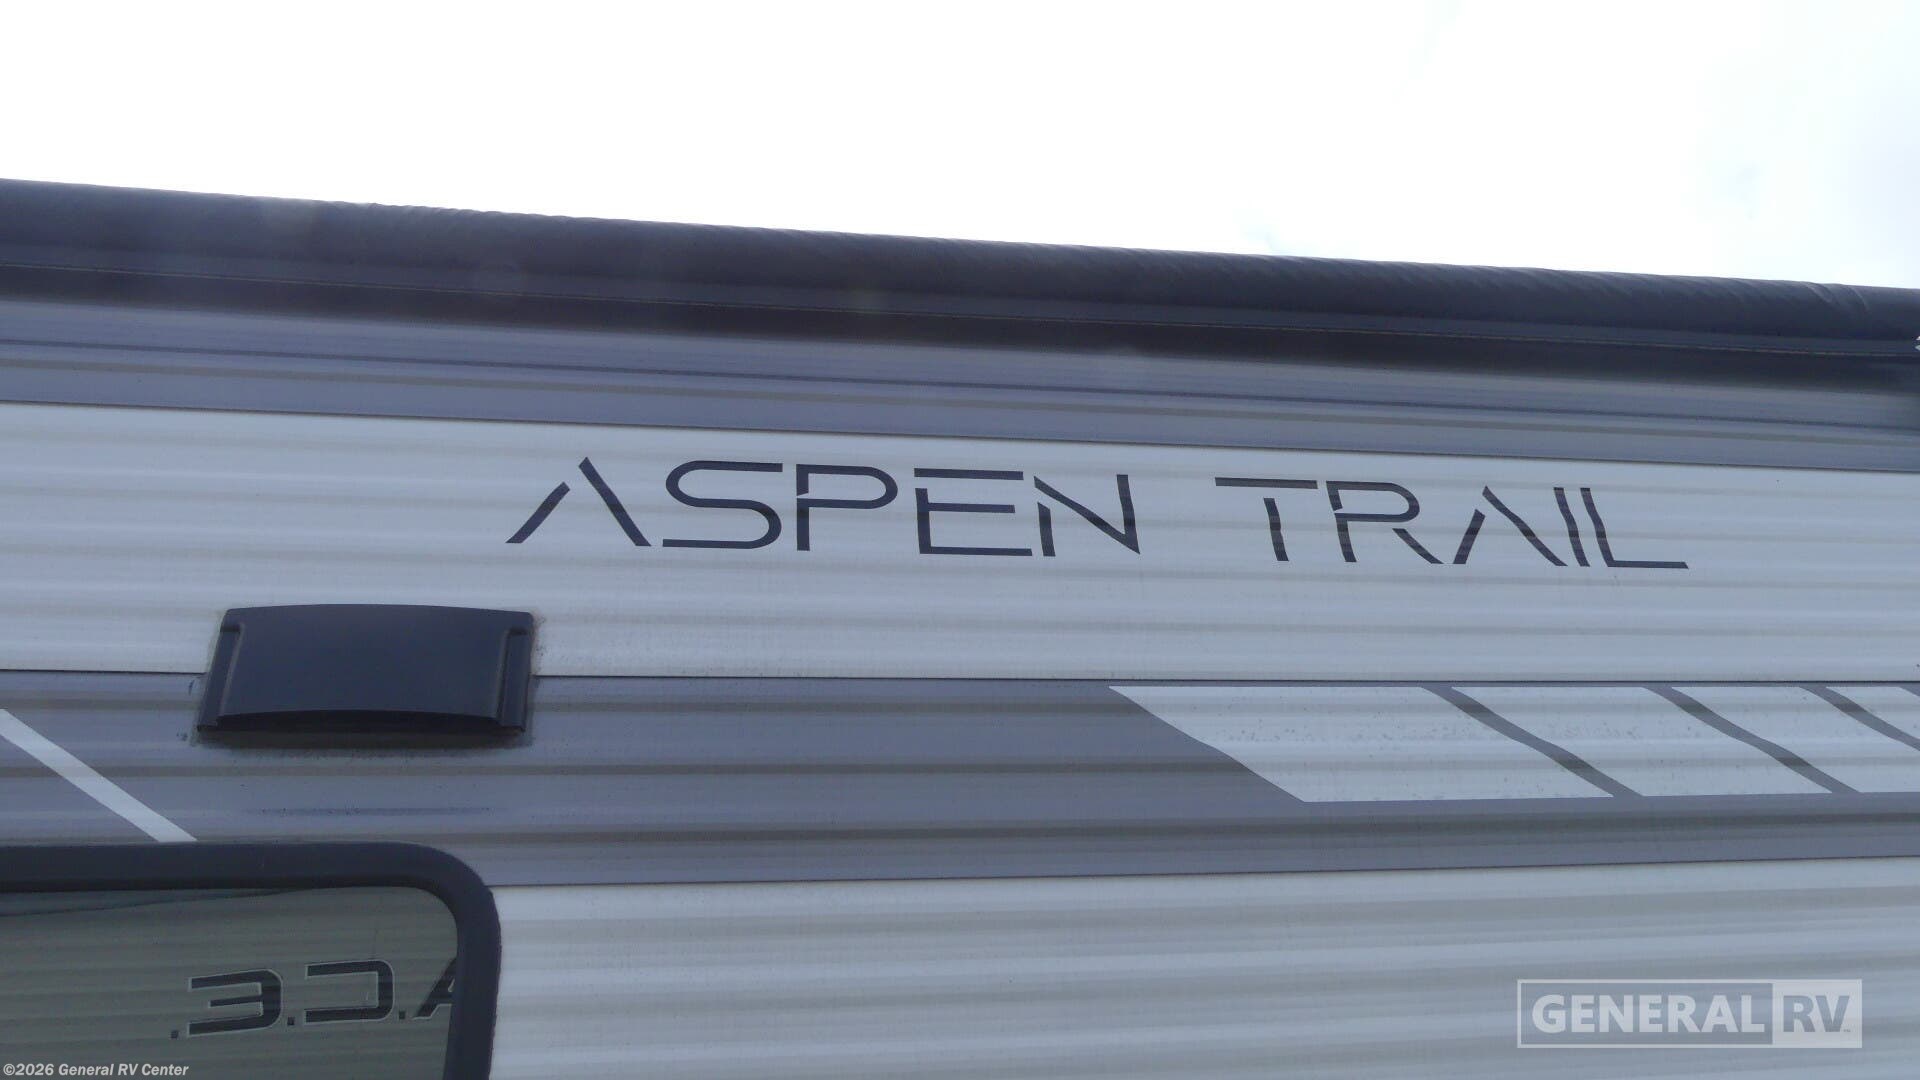 ASPEN TRAIL
A.C.E.
GENERAL RV
©2026 General RV Center